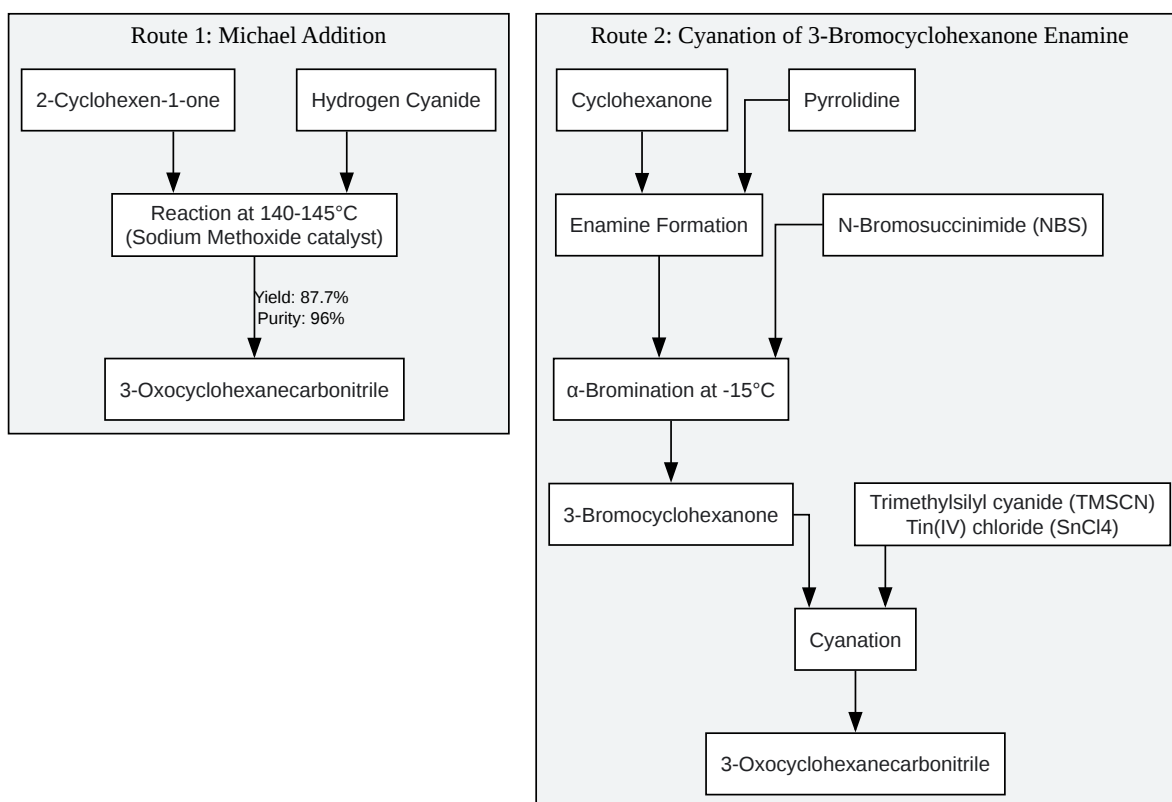 Route 1: Michael Addition
2-Cyclohexen-1-one
Hydrogen Cyanide
Reaction at 140-145°C
(Sodium Methoxide catalyst)
Yield: 87.7%
Purity: 96%
3-Oxocyclohexanecarbonitrile
Route 2: Cyanation of 3-Bromocyclohexanone Enamine
Cyclohexanone
Pyrrolidine
Enamine Formation
N-Bromosuccinimide (NBS)
α-Bromination at -15°C
3-Bromocyclohexanone
Trimethylsilyl cyanide (TMSCN)
Tin(IV) chloride (SnCl4)
Cyanation
3-Oxocyclohexanecarbonitrile